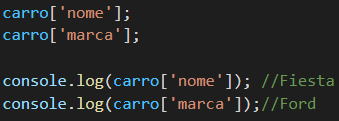 carro['nome'];
carro['marca'];
console.log(carro['nome']); //Fiesta
console.log(carro['marca']);//Ford